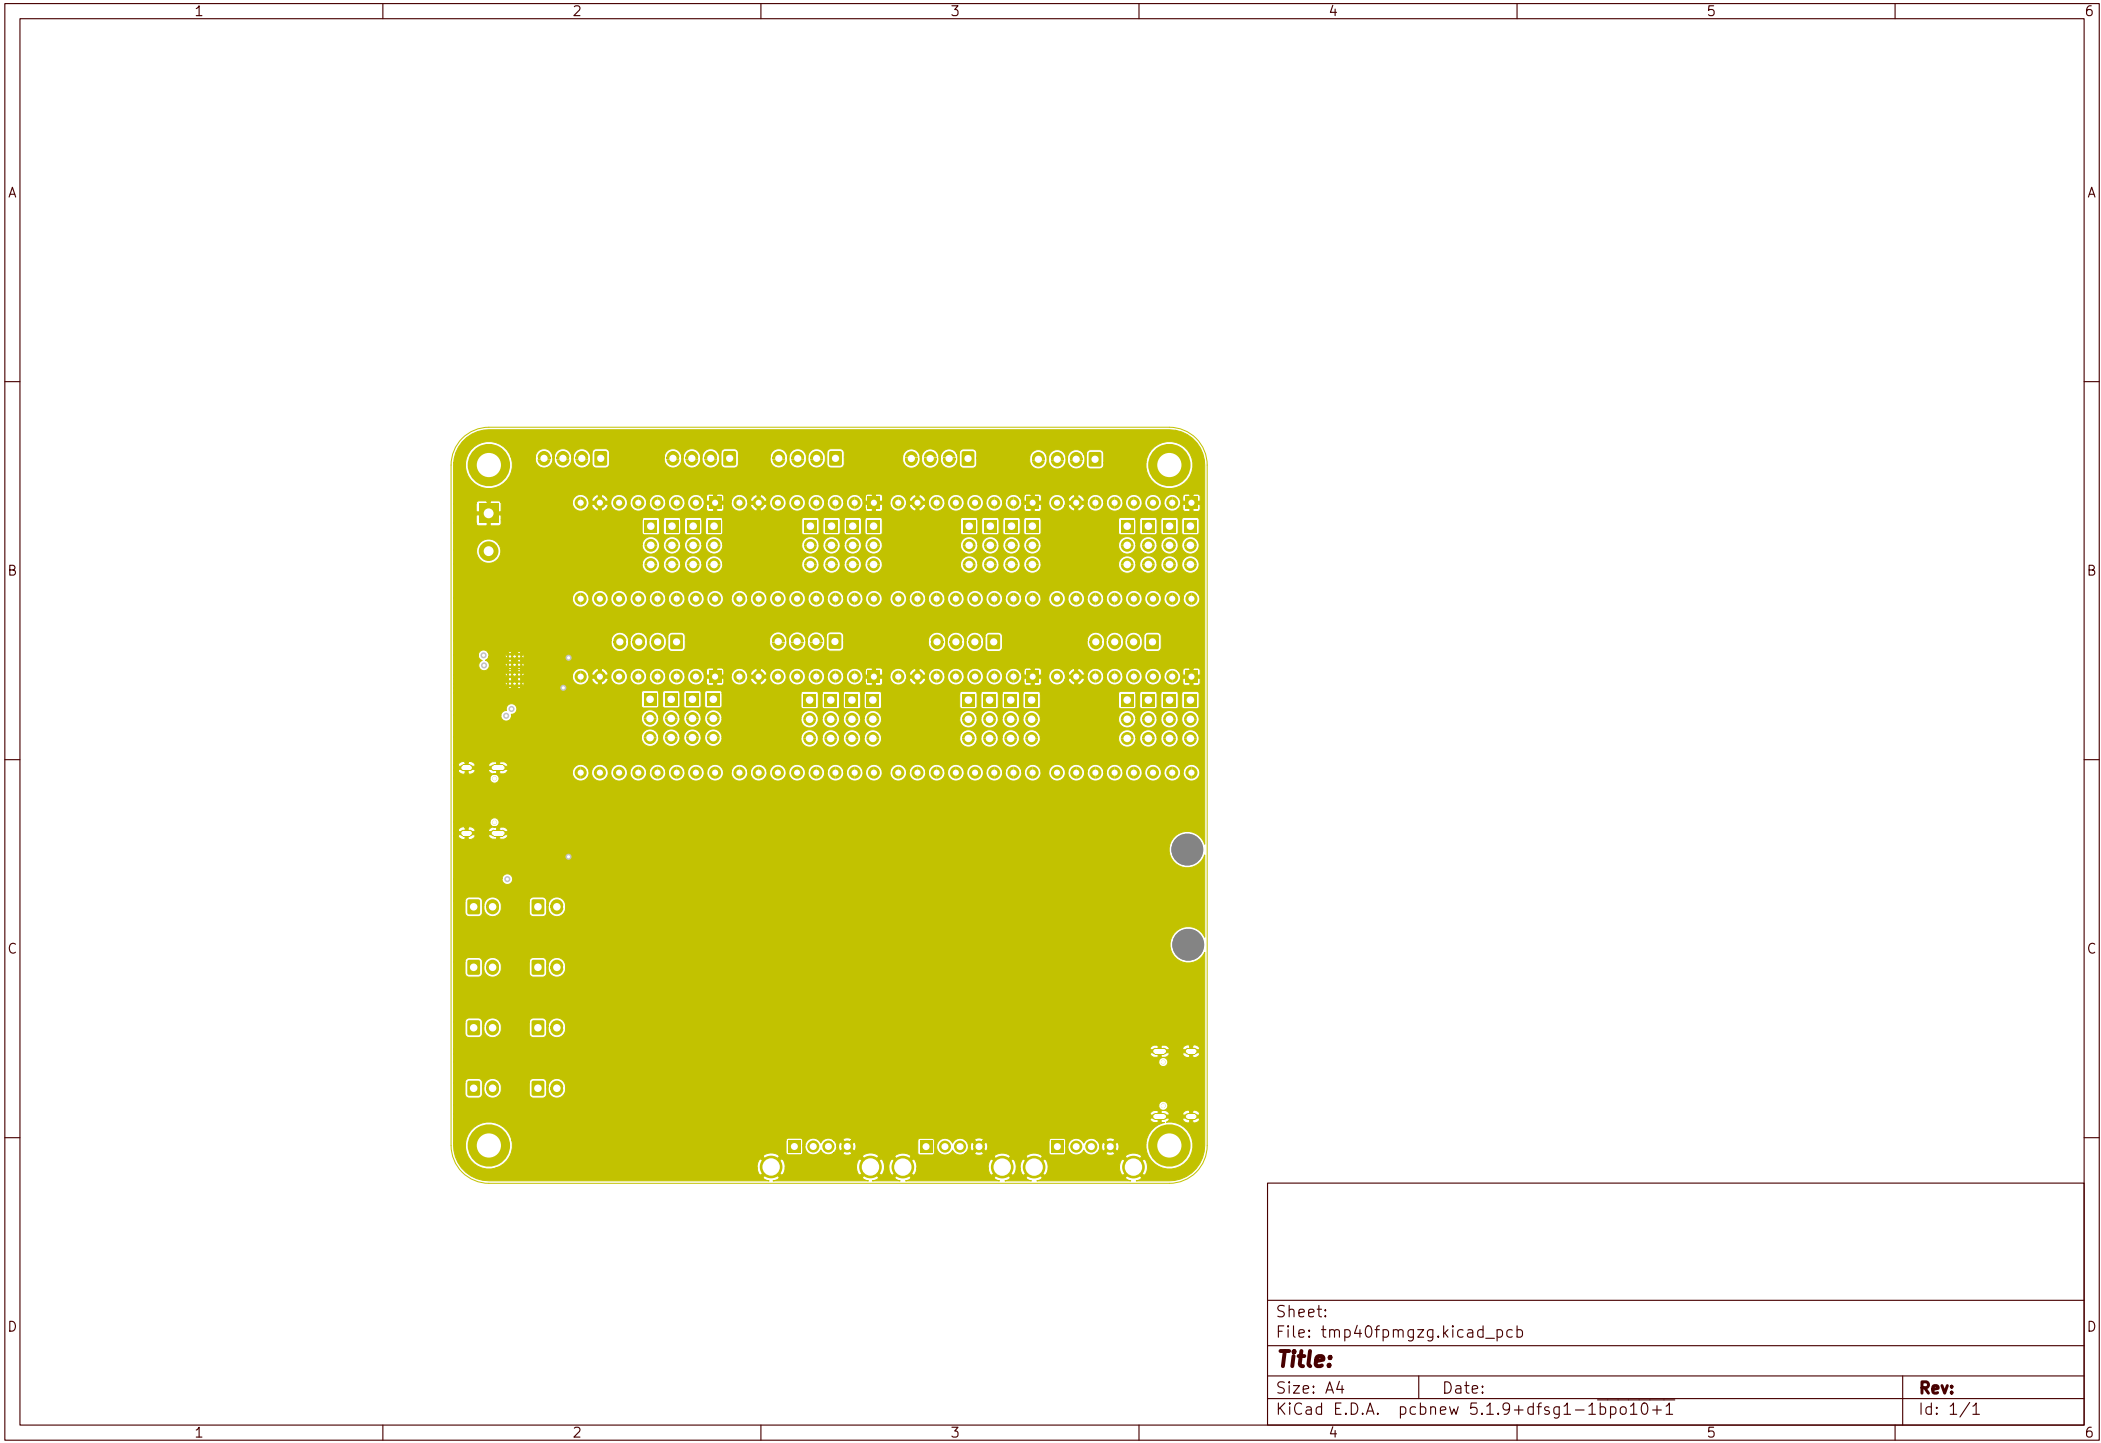 1 2 3 4 5 6
A A
B B
C C
D D
Sheet:
File: tmp40fpmgzg.kicad_pcb
Title:
Size: A4 Date: Rev:
KiCad E.D.A. pcbnew 5.1.9+dfsg1-1bpo10+1 Id: 1/1
1 2 3 4 5 6